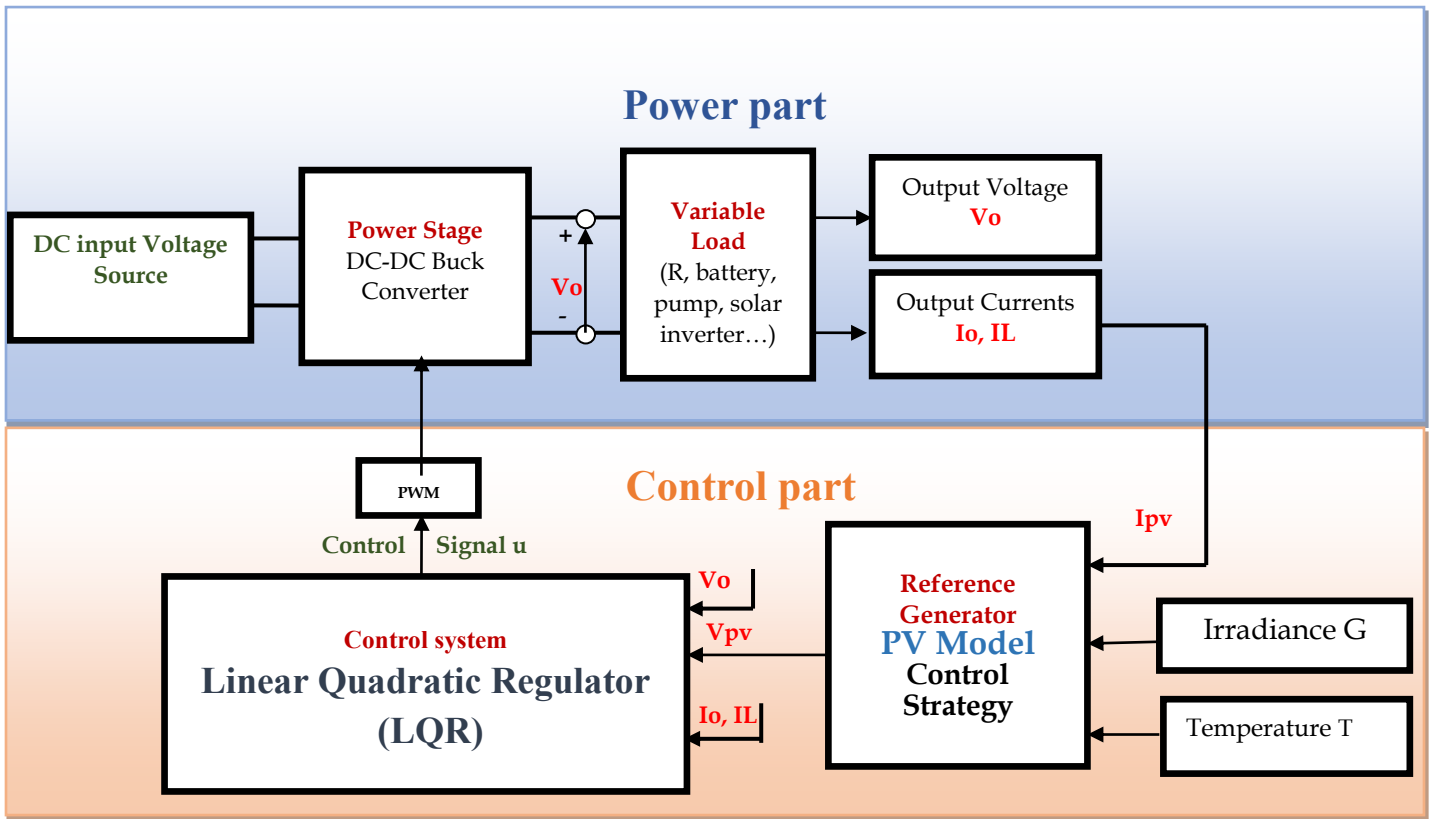 Power part
DC input Voltage
Source
Power Stage
DC-DC Buck
Converter
+
Vo
-
Variable
Load
(R, battery,
pump, solar
inverter…)
Output Voltage
Vo
Output Currents
Io, IL
Control part
PWM
Control Signal u
Control system
Linear Quadratic Regulator
(LQR)
Vo
Vpv
Io, IL
Reference
Generator
PV Model
Control
Strategy
Ipv
Irradiance G
Temperature T